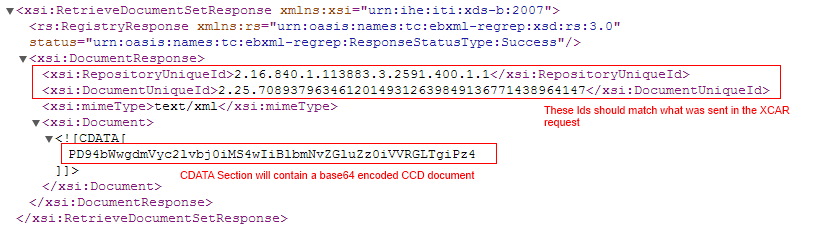 ▼<xsi:RetrieveDocumentSetResponse xmlns:xsi="urn:ihe:iti:xds-b:2007">
<rs:RegistryResponse xmlns:rs="urn:oasis:names:tc:ebxml-regrep:xsd:rs:3.0"
status="urn:oasis:names:tc:ebxml-regrep:ResponseStatusType:Success"/>
▼<xsi:DocumentResponse>
<xsi:RepositoryUniqueId>2.16.840.1.113883.3.2591.400.1.1</xsi:RepositoryUniqueId>
<xsi:DocumentUniqueId>2.25.70893796346120149312639849136771438964147</xsi:DocumentUniqueId>
<xsi:mimeType>text/xml</xsi:mimeType>
These Ids should match what was sent in the XCAR
request
▼<xsi:Document>
▼<![CDATA[
PD94bWwgdmVyc2lvbj0iMS4wIiBlbmNvZGluZz0iVVRGLTgiPz4
]]>
CDATA Section will contain a base64 encoded CCD document
</xsi:Document>
</xsi:DocumentResponse>
</xsi:RetrieveDocumentSetResponse>